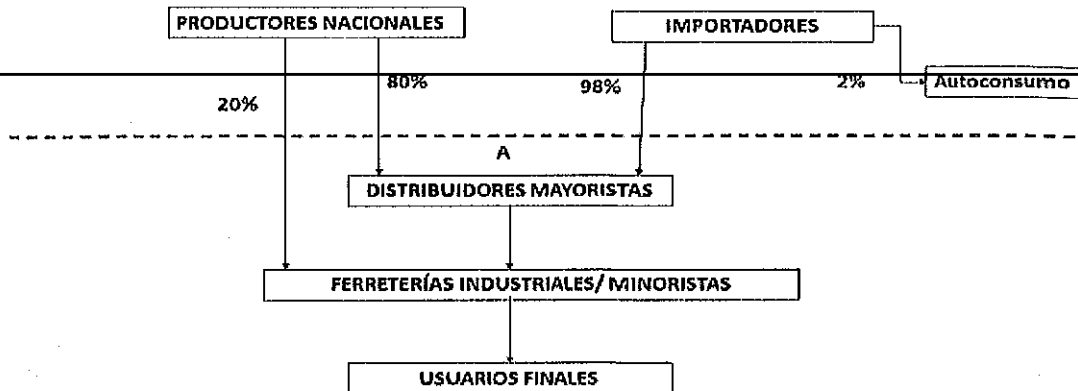 PRODUCTORES NACIONALES
IMPORTADORES
80%
98%
2%
Autoconsumo
20%
A
DISTRIBUIDORES MAYORISTAS
FERRETERÍAS INDUSTRIALES/ MINORISTAS
USUARIOS FINALES